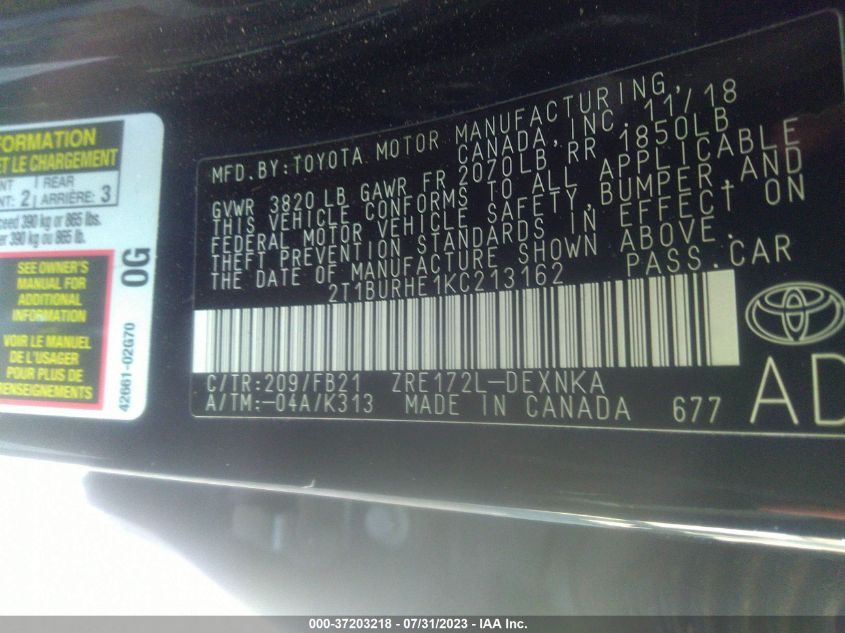 FORMATION
ET LE CHARGEMENT
NT REAR
NT: 2 ARRIÈRE: 3
ceed 390 kg or 865 lbs.
er 390 kg ou 865 lb.
SEE OWNER'S
MANUAL FOR
ADDITIONAL
INFORMATION
VOIR LE MANUEL
DE L'USAGER
POUR PLUS DE
RENSEIGNEMENTS
0G
42661-02G70
MFD. BY: TOYOTA MOTOR MANUFACTURING,
CANADA, INC. 11/18
GVWR 3820 LB GAWR FR 2070LB, RR 1850LB
THIS VEHICLE CONFORMS TO ALL APPLICABLE
FEDERAL MOTOR VEHICLE SAFETY, BUMPER, AND
THEFT PREVENTION STANDARDS IN EFFECT ON
THE DATE OF MANUFACTURE SHOWN ABOVE.
2T1BURHE1KC213162 PASS. CAR
C/TR: 209/FB21 ZRE172L-DEXNKA
A/TM: -04A/K313 MADE IN CANADA 677
AD
000-37203218 - 07/31/2023 - IAA Inc.